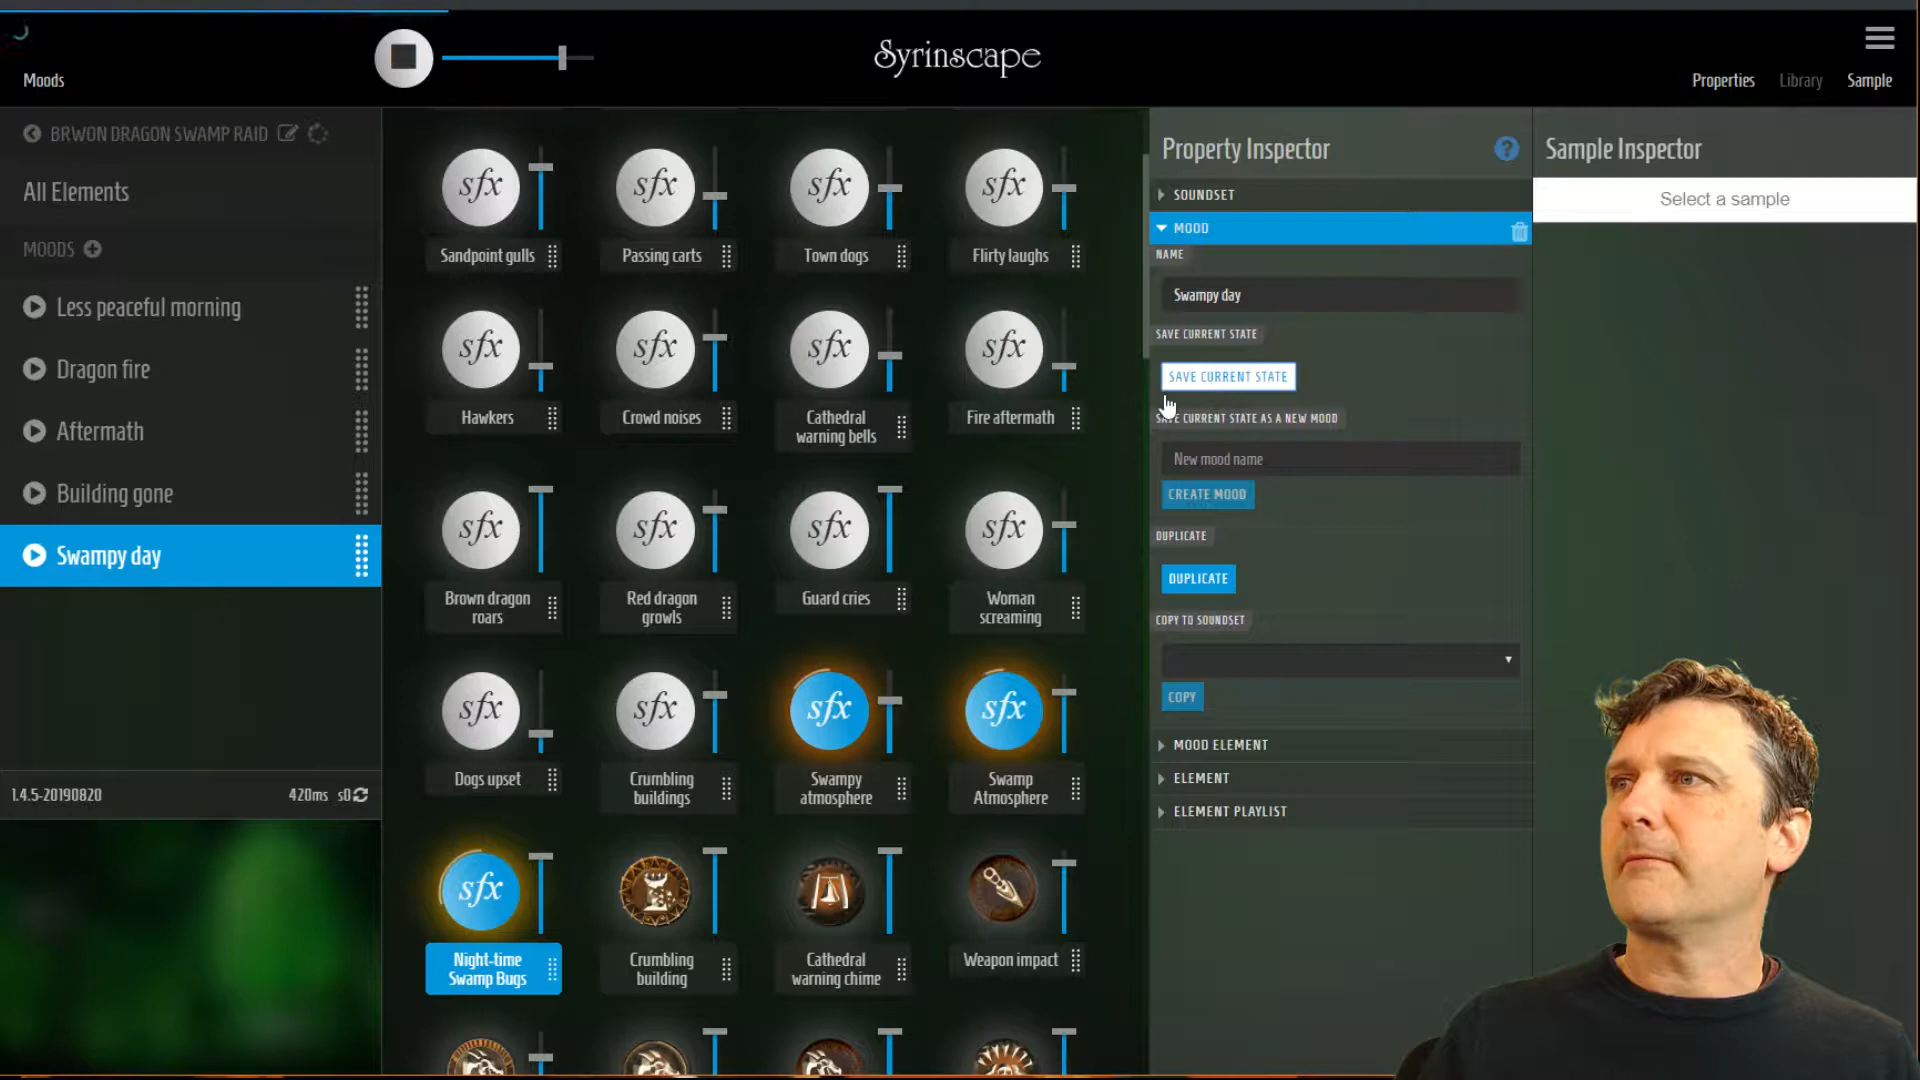 Moods
Syrinscape
Properties
Library
Sample
BRWON DRAGON SWAMP RAID
All Elements
MOODS
Less peaceful morning
Dragon fire
Aftermath
Building gone
Swampy day
1.4.5-20190820
420ms
s0
sfx
sfx
sfx
sfx
Sandpoint gulls
Passing carts
Town dogs
Flirty laughs
sfx
sfx
sfx
sfx
Hawkers
Crowd noises
Cathedral
warning bells
Fire aftermath
sfx
sfx
sfx
sfx
Brown dragon
roars
Red dragon
growls
Guard cries
Woman
screaming
sfx
sfx
sfx
sfx
Dogs upset
Crumbling
buildings
Swampy
atmosphere
Swamp
Atmosphere
sfx
Night-time
Swamp Bugs
Crumbling
building
Cathedral
warning chime
Weapon impact
Property Inspector
?
SOUNDSET
MOOD
NAME
Swampy day
SAVE CURRENT STATE
SAVE CURRENT STATE
SAVE CURRENT STATE AS A NEW MOOD
New mood name
CREATE MOOD
DUPLICATE
DUPLICATE
COPY TO SOUNDSET
COPY
MOOD ELEMENT
ELEMENT
ELEMENT PLAYLIST
Sample Inspector
Select a sample